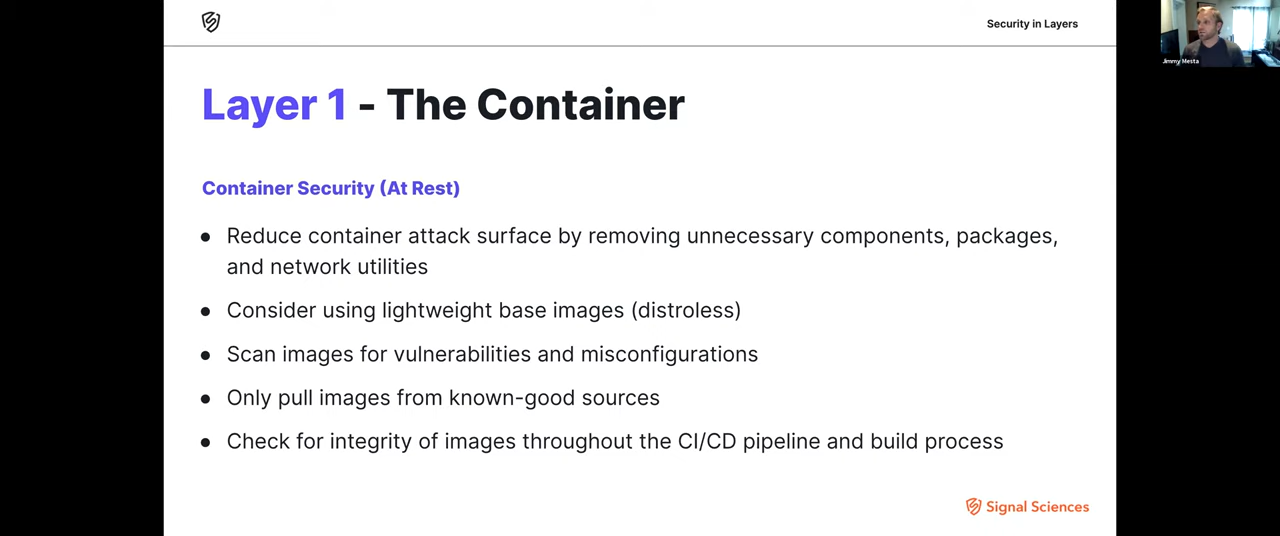 Security in Layers
Jimmy Mesta
Layer 1 - The Container
Container Security (At Rest)
● Reduce container attack surface by removing unnecessary components, packages,
and network utilities
● Consider using lightweight base images (distroless)
● Scan images for vulnerabilities and misconfigurations
● Only pull images from known-good sources
● Check for integrity of images throughout the CI/CD pipeline and build process
Signal Sciences